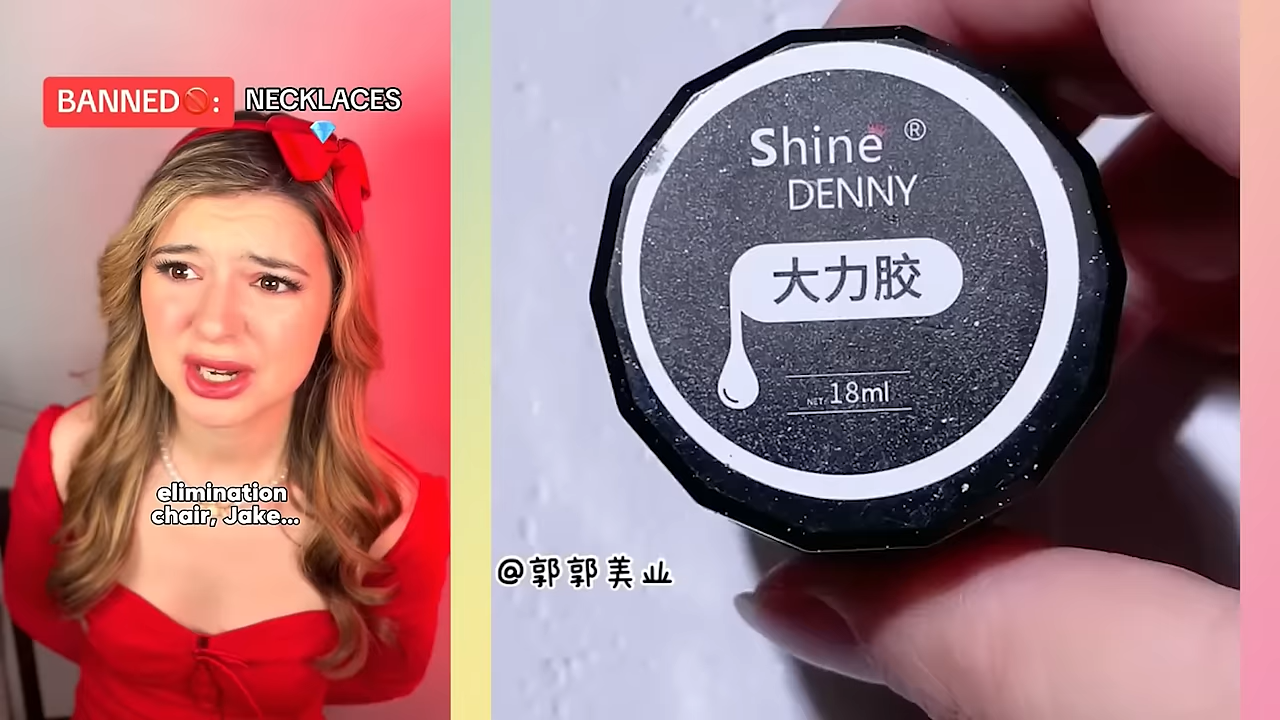 BANNED🚫: NECKLACES
💎
elimination
chair, Jake...
Shine ®
DENNY
大力胶
NET: 18ml
@郭郭美业